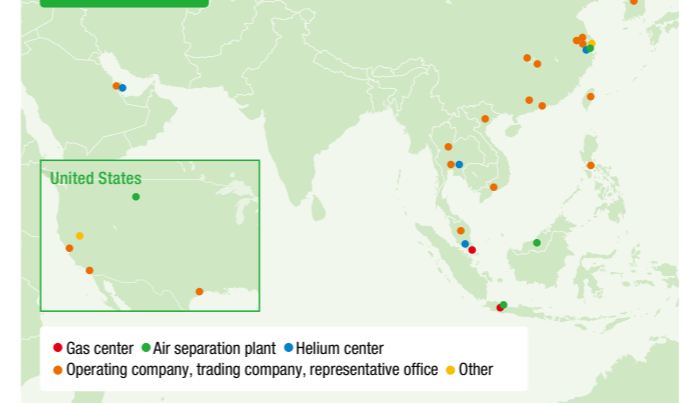 United States
Gas center Air separation plant Helium center
Operating company, trading company, representative office Other